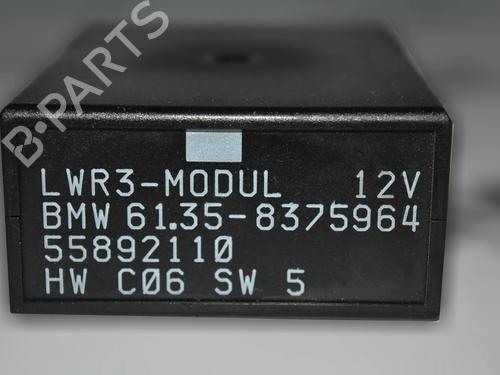 B-PARTS
LWR3-MODUL 12V
BMW 61.35-8375964
55892110
HW C06 SW 5